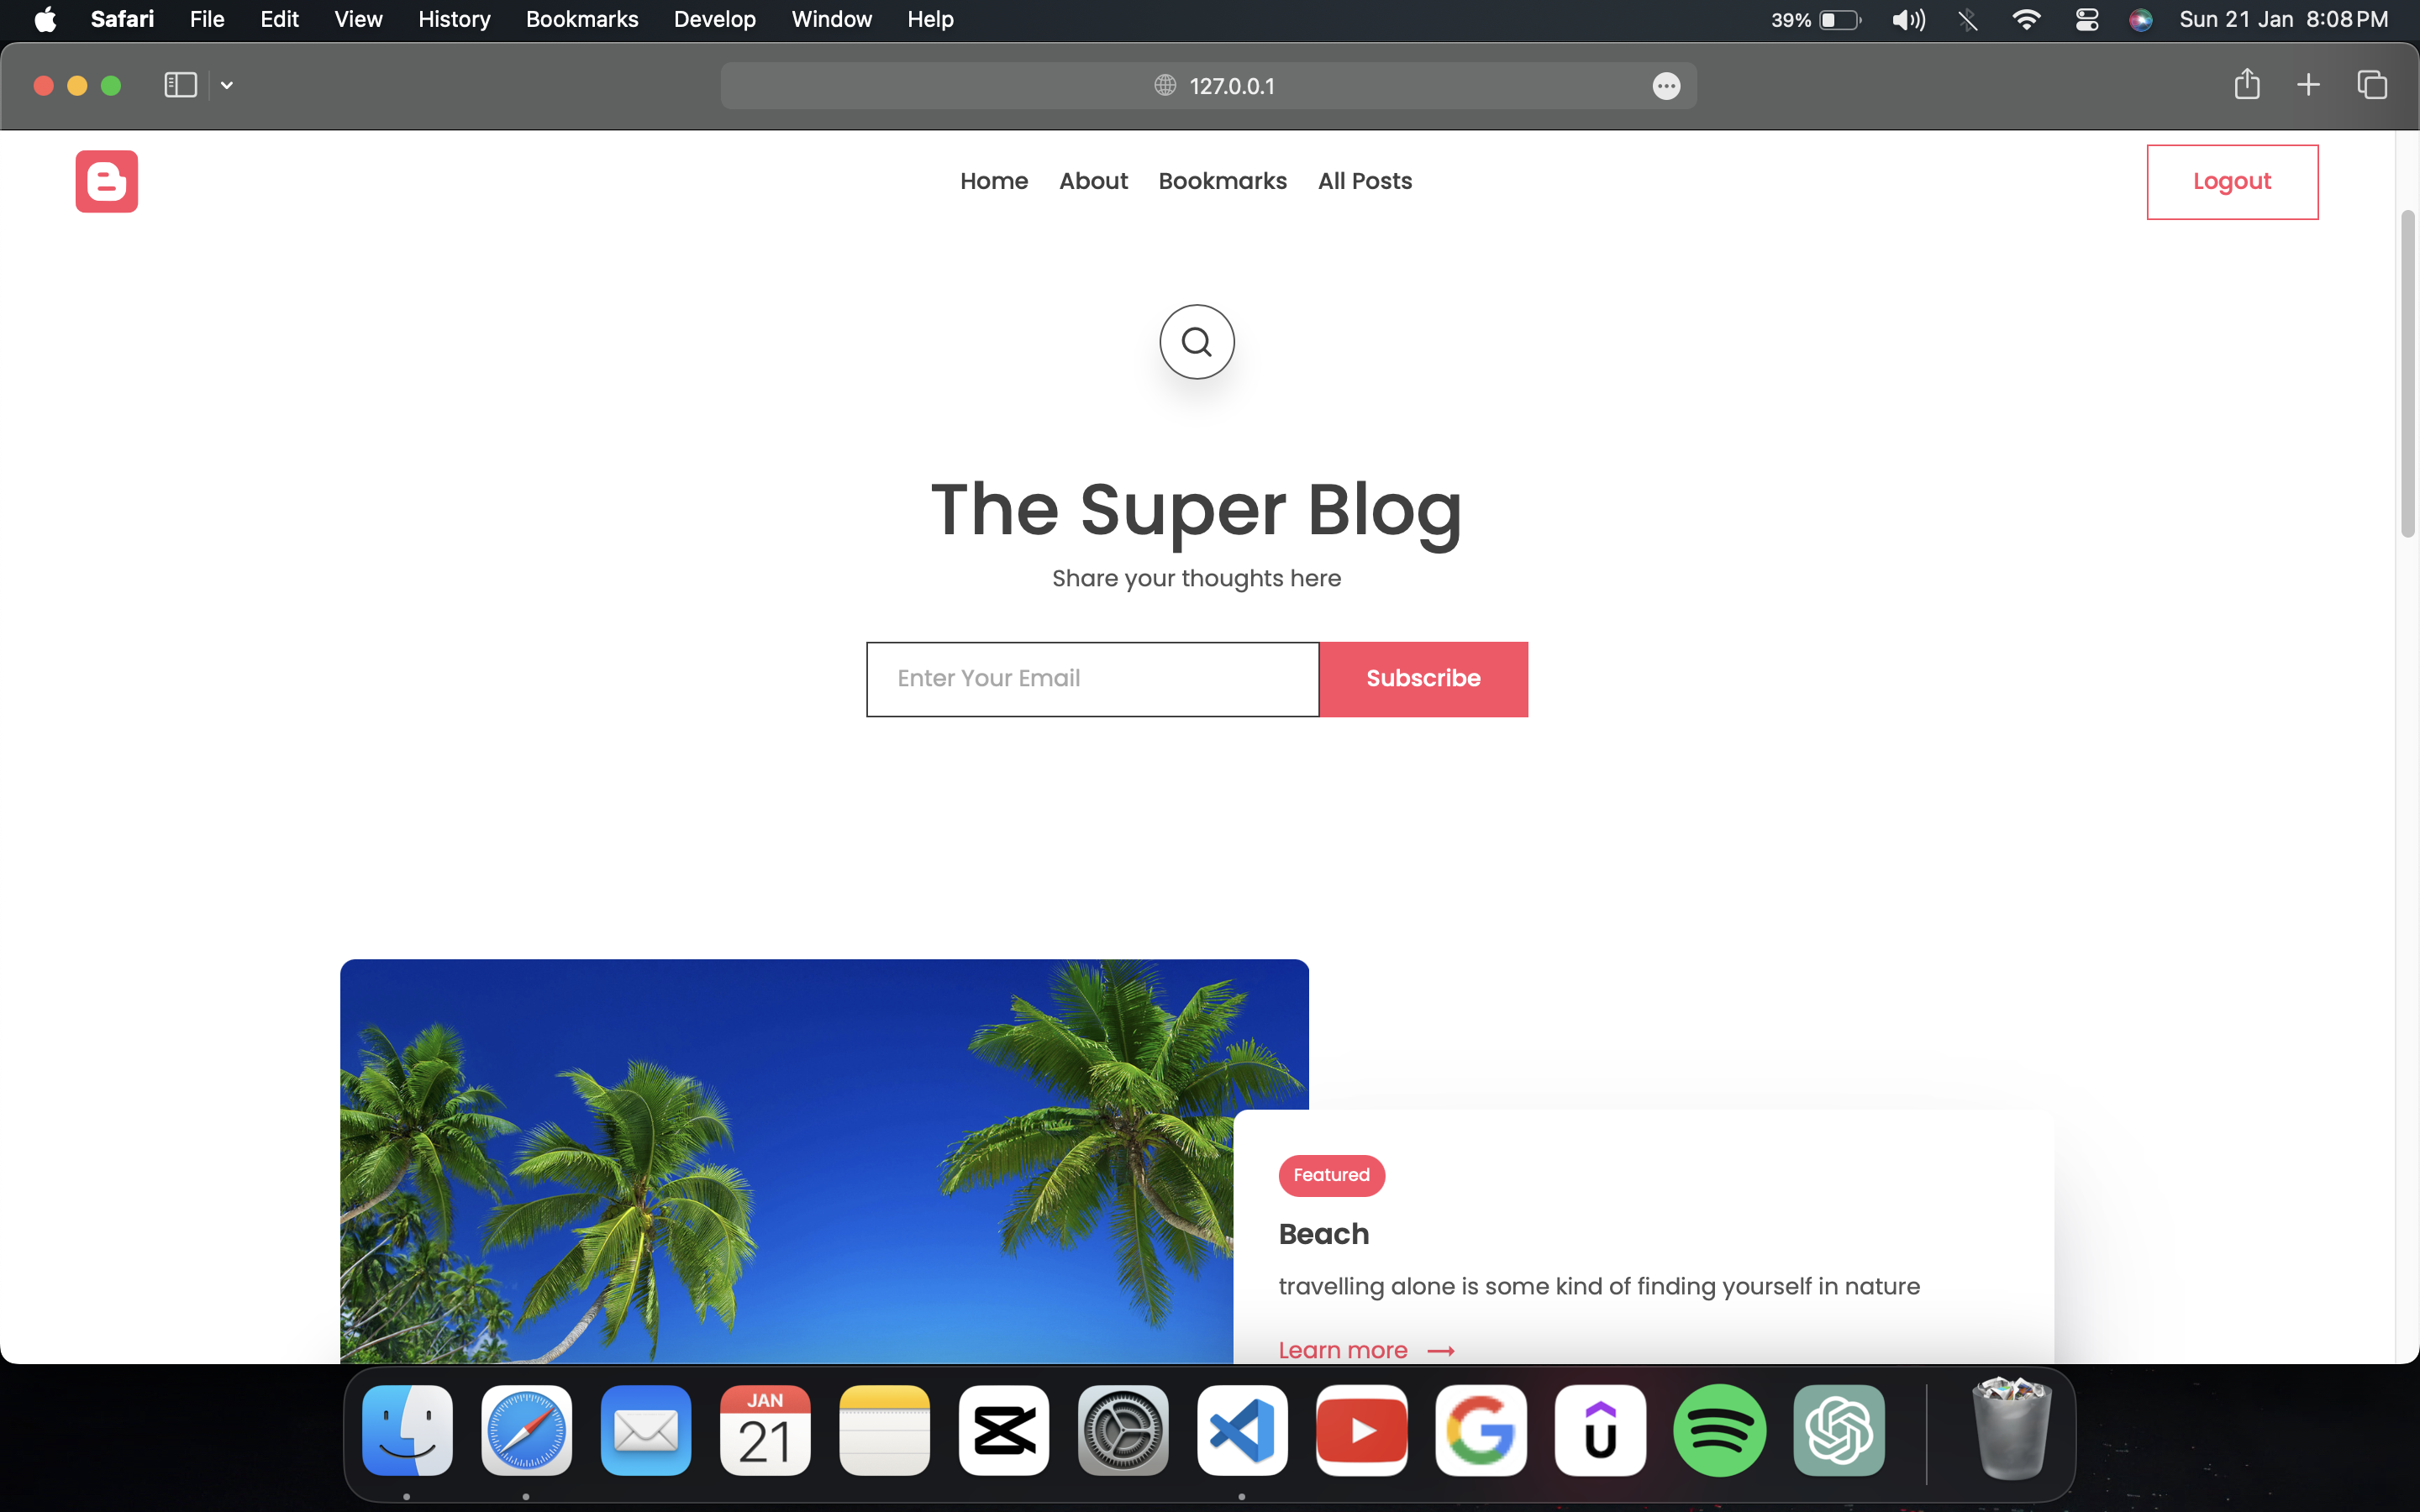 Safari File Edit View History Bookmarks Develop Window Help 39% Sun 21 Jan 8:08 PM
127.0.0.1
Home About Bookmarks All Posts Logout
The Super Blog
Share your thoughts here
Enter Your Email Subscribe
Featured
Beach
travelling alone is some kind of finding yourself in nature
Learn more →
JAN
21